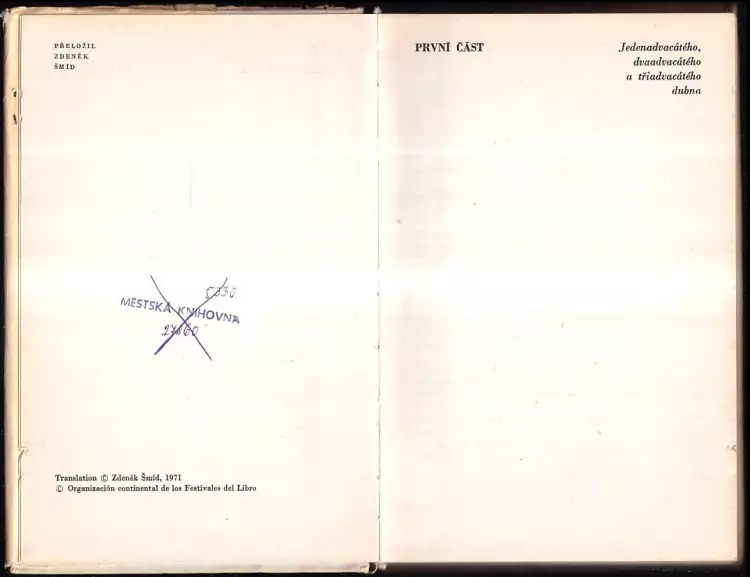 PŘELOŽIL
ZDENĚK
ŠMÍD
5030
MĚSTSKÁ KNIHOVNA
Translation © Zdeněk Šmíd, 1971
© Organización continental de los Festivales del Libro
PRVNÍ ČÁST
Jedenadvacátého,
dvaadvacátého
a třiadvacátého
dubna